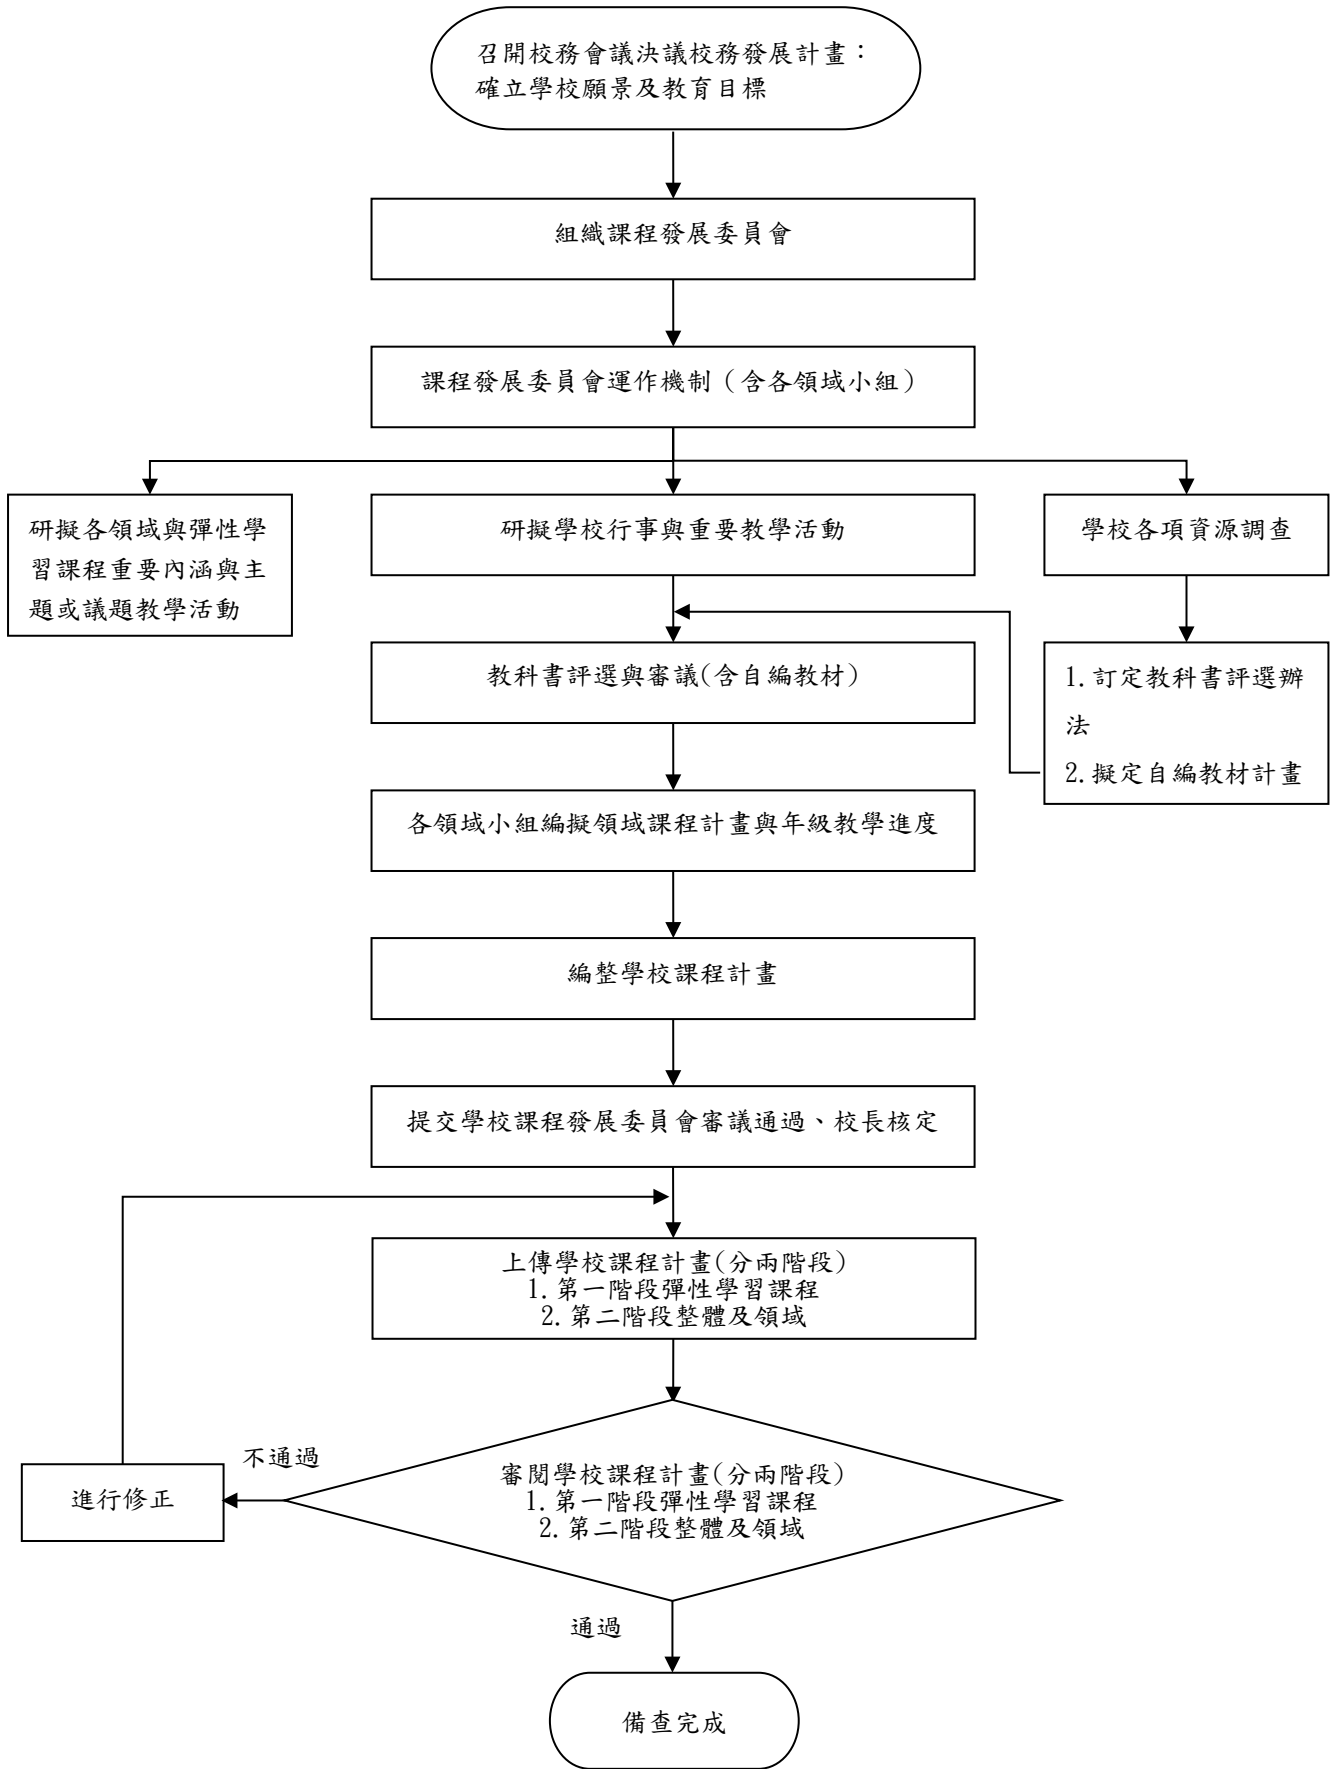 召開校務會議決議校務發展計畫：
確立學校願景及教育目標
組織課程發展委員會
課程發展委員會運作機制（含各領域小組）
研擬各領域與彈性學
習課程重要內涵與主
題或議題教學活動
研擬學校行事與重要教學活動
學校各項資源調查
教科書評選與審議(含自編教材)
1.訂定教科書評選辦
法
2.擬定自編教材計畫
各領域小組編擬領域課程計畫與年級教學進度
編整學校課程計畫
提交學校課程發展委員會審議通過、校長核定
上傳學校課程計畫(分兩階段)
1.第一階段彈性學習課程
2.第二階段整體及領域
不通過
進行修正
審閱學校課程計畫(分兩階段)
1.第一階段彈性學習課程
2.第二階段整體及領域
通過
備查完成